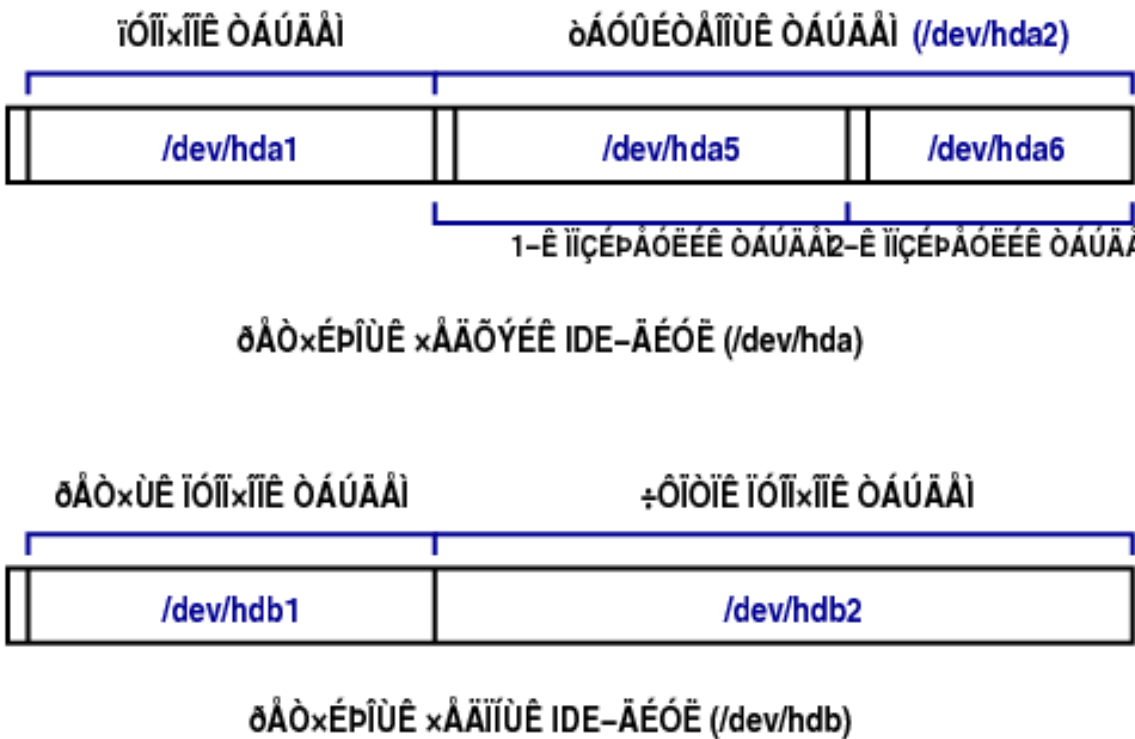 ïÓÎÏ×ÎÏÊ ÒÁÚÄÅÌ
òÁÓÛÉÒÅÎÎÙÊ ÒÁÚÄÅÌ (/dev/hda2)
/dev/hda1
/dev/hda5
/dev/hda6
1−Ê ÌÏÇÉÞÅÓËÉÊ ÒÁÚÄÅÌ
2−Ê ÌÏÇÉÞÅÓËÉÊ
ðÅÒ×ÉÞÎÙÊ ×ÅÄÕÝÉÊ IDE−ÄÉÓË (/dev/hda)
ðÅÒ×ÙÊ ÏÓÎÏ×ÎÏÊ ÒÁÚÄÅÌ
÷ÔÏÒÏÊ ÏÓÎÏ×ÎÏÊ ÒÁÚÄÅÌ
/dev/hdb1
/dev/hdb2
ðÅÒ×ÉÞÎÙÊ ×ÅÄÏÍÙÊ IDE−ÄÉÓË (/dev/hdb)